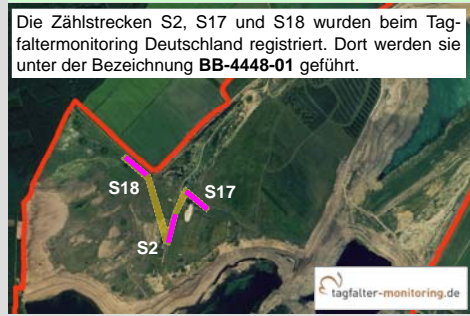 Die Zählstrecken S2, S17 und S18 wurden beim Tag-
faltermonitoring Deutschland registriert. Dort werden sie
unter der Bezeichnung BB-4448-01 geführt.
S18
S17
S2
tagfalter-monitoring.de